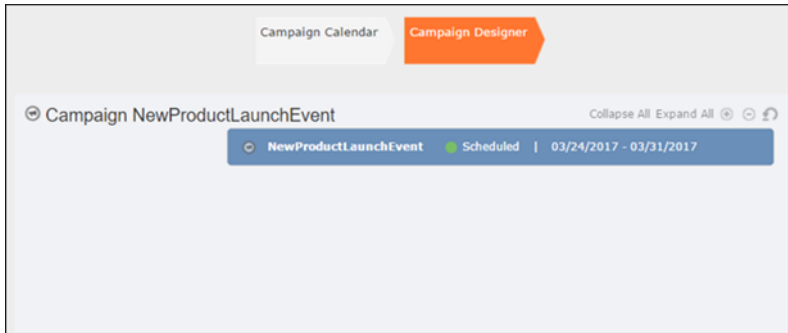 Campaign Calendar
Campaign Designer
Campaign NewProductLaunchEvent
Collapse All Expand All
NewProductLaunchEvent Scheduled | 03/24/2017 - 03/31/2017